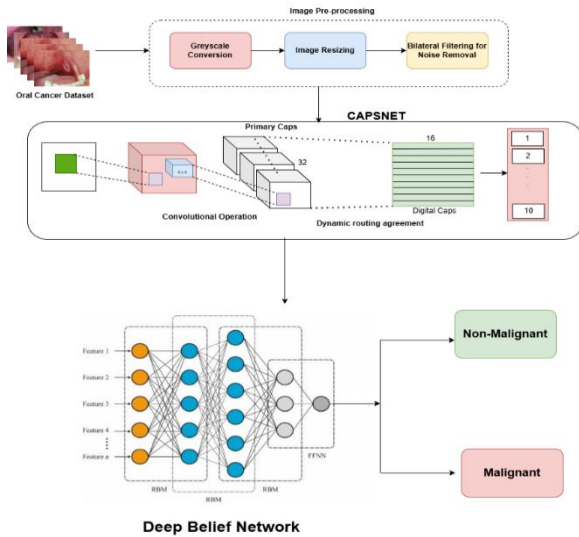 Image Pre-processing
Greyscale
Conversion
Image Resizing
Bilateral Filtering for
Noise Removal
Oral Cancer Dataset
CAPSNET
Primary Caps
16
32
1
2
10
Convolutional Operation
Dynamic routing agreement
Digital Caps
Feature 1
Feature 2
Feature 3
Feature 4
Feature n
RBM
RBM
RBM
FFNN
Non-Malignant
Malignant
Deep Belief Network